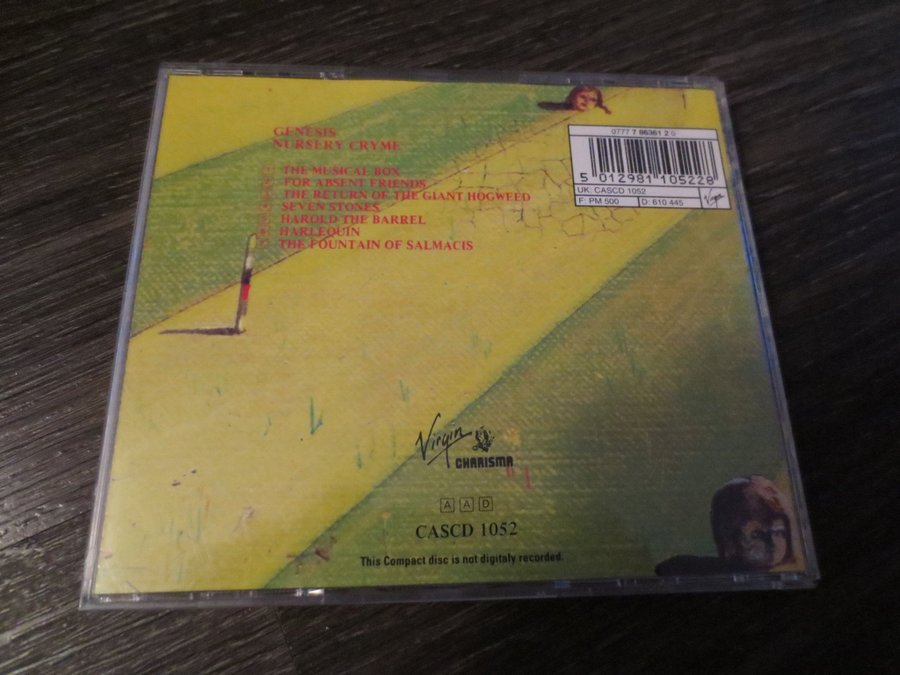 GENESIS
NURSERY CRYME
THE MUSICAL BOX
FOR ABSENT FRIENDS
THE RETURN OF THE GIANT HOGWEED
SEVEN STONES
HAROLD THE BARREL
HARLEQUIN
THE FOUNTAIN OF SALMACIS
0777 7 86361 2 0
5 012981 105228
UK: CASCD 1052
F: PM 500
D: 610 445
Virgin
Virgin
CHARISMA
A A D
CASCD 1052
This Compact disc is not digitaly recorded.